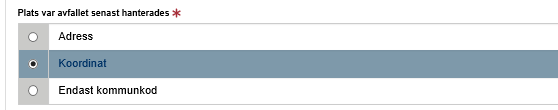 Plats var avfallet senast hanterades *
Adress
Koordinat
Endast kommunkod